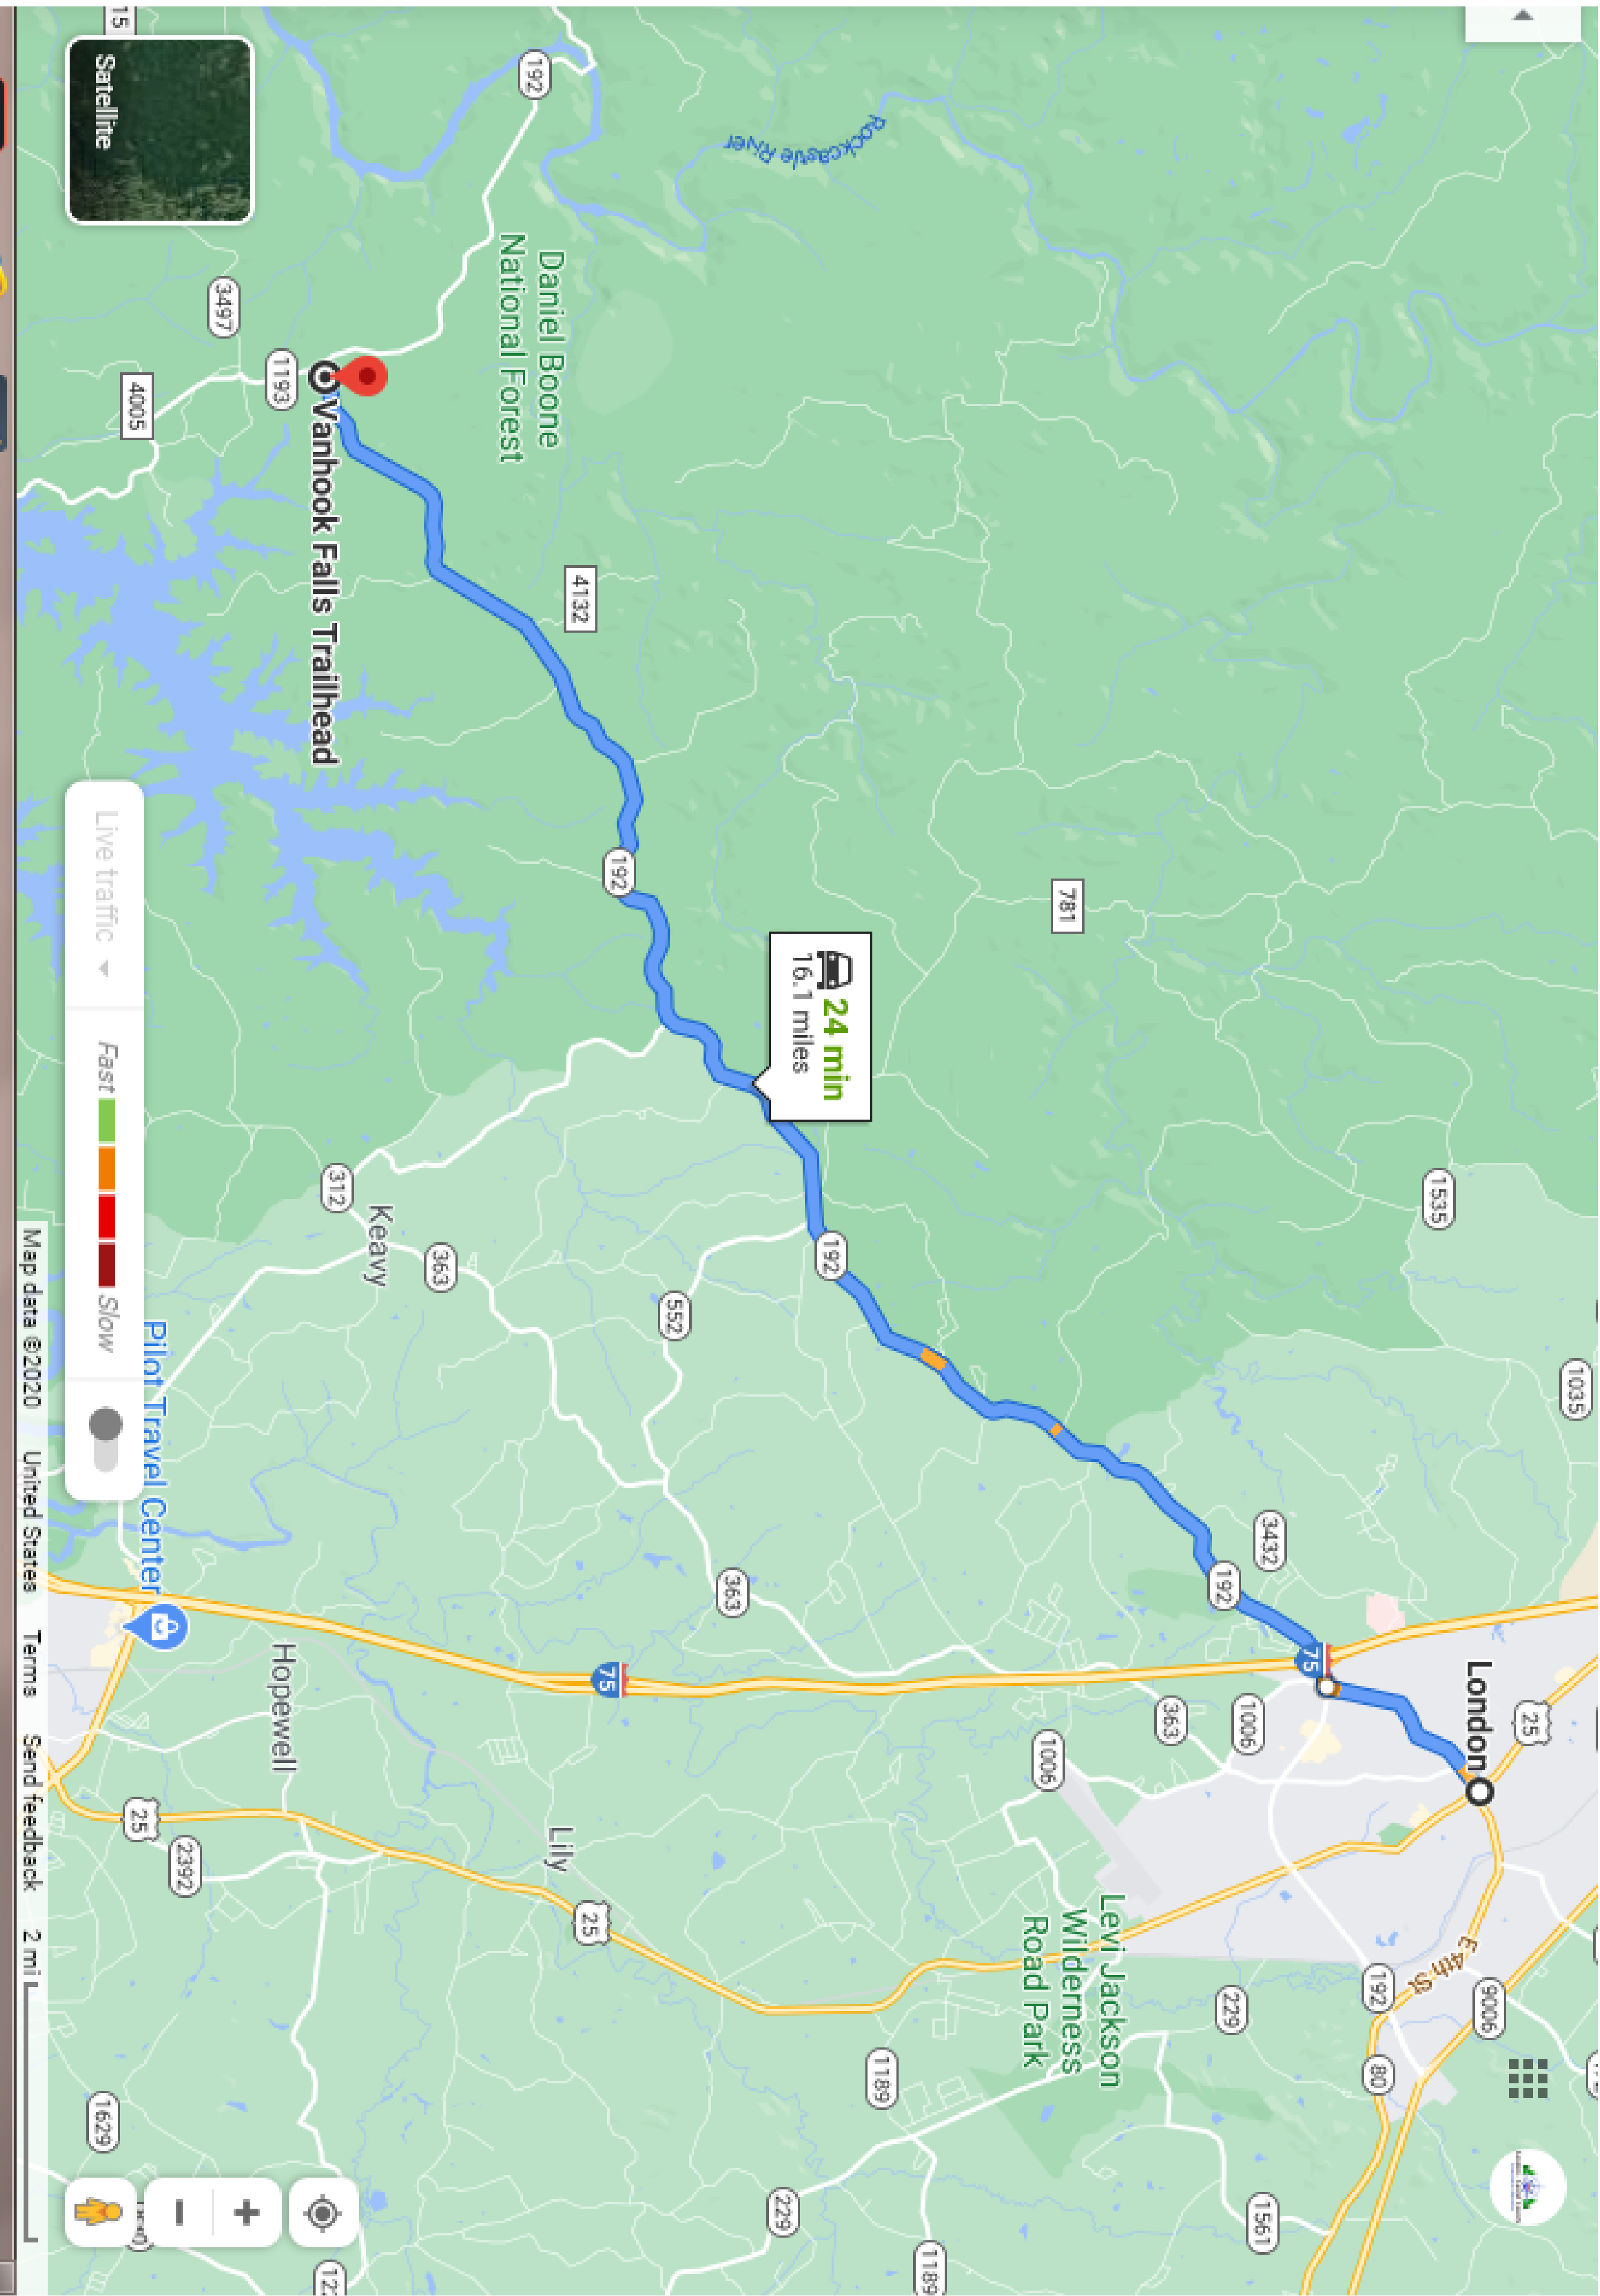 1035
1535
25
London
9006
192
E 4th St
80
1561
229
3432
192
75
1006
363
1006
Levi Jackson
Wilderness
Road Park
781
Rockcastle River
24 min
16.1 miles
192
1189
1189
229
363
552
192
4132
75
Lily
25
192
Daniel Boone
National Forest
363
Keavy
312
Vanhook Falls Trailhead
1193
3497
Hopewell
4005
Pilot Travel Center
25
2392
1629
Satellite
Live traffic
Fast
Slow
15
Map data ©2020
United States
Terms
Send feedback
2 mi